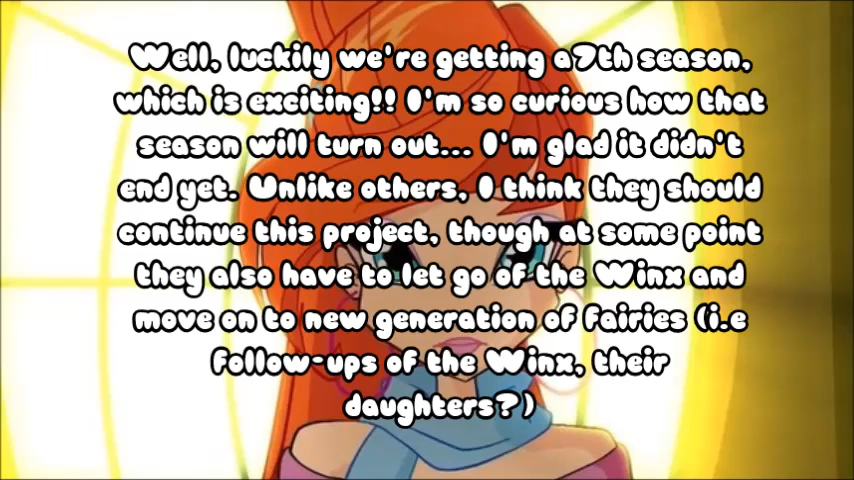 Well, luckily we're getting a7th season,
which is exciting!! I'm so curious how that
season will turn out... I'm glad it didn't
end yet. Unlike others, I think they should
continue this project, though at some point
they also have to let go of the Winx and
move on to new generation of fairies (i.e
follow-ups of the Winx, their
daughters?)